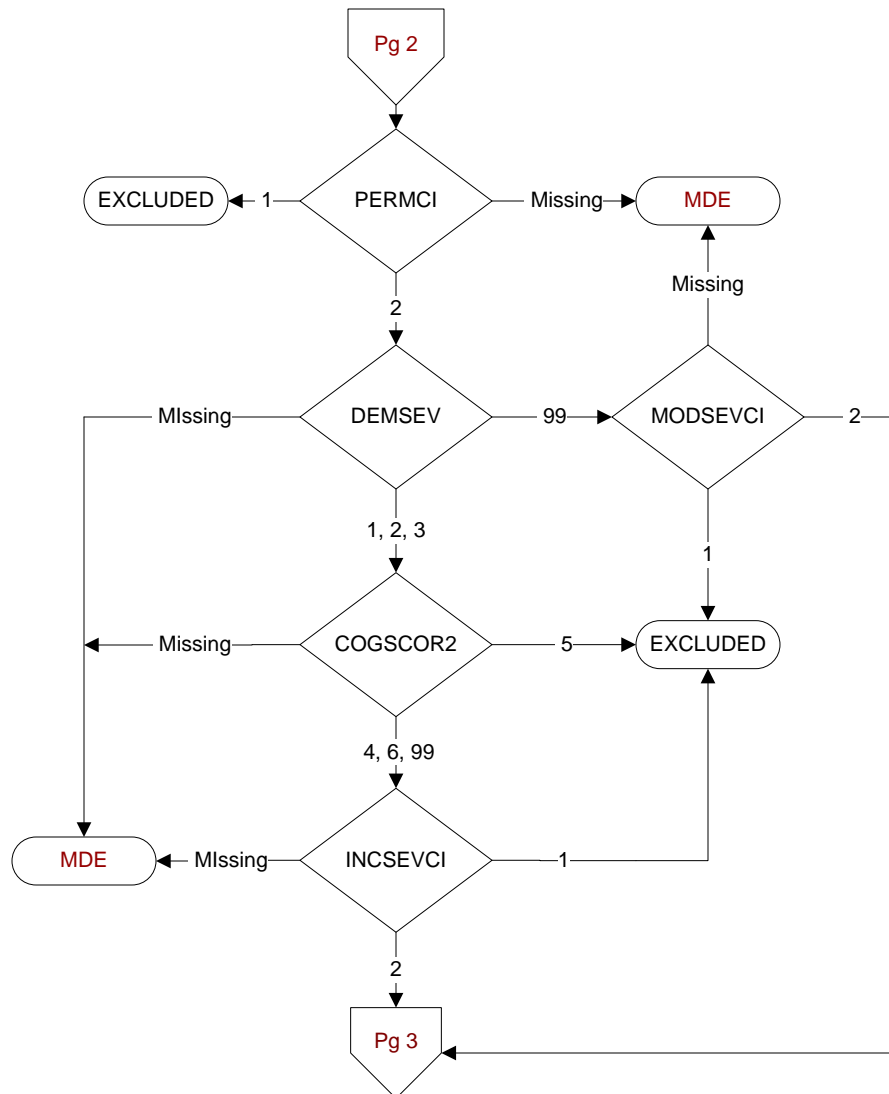 Pg 2
EXCLUDED
1
PERMCI
Missing
MDE
2
Missing
MIssing
DEMSEV
99
MODSEVCI
2
1, 2, 3
1
Missing
COGSCOR2
5
EXCLUDED
4, 6, 99
MDE
MIssing
INCSEVCI
1
2
Pg 3